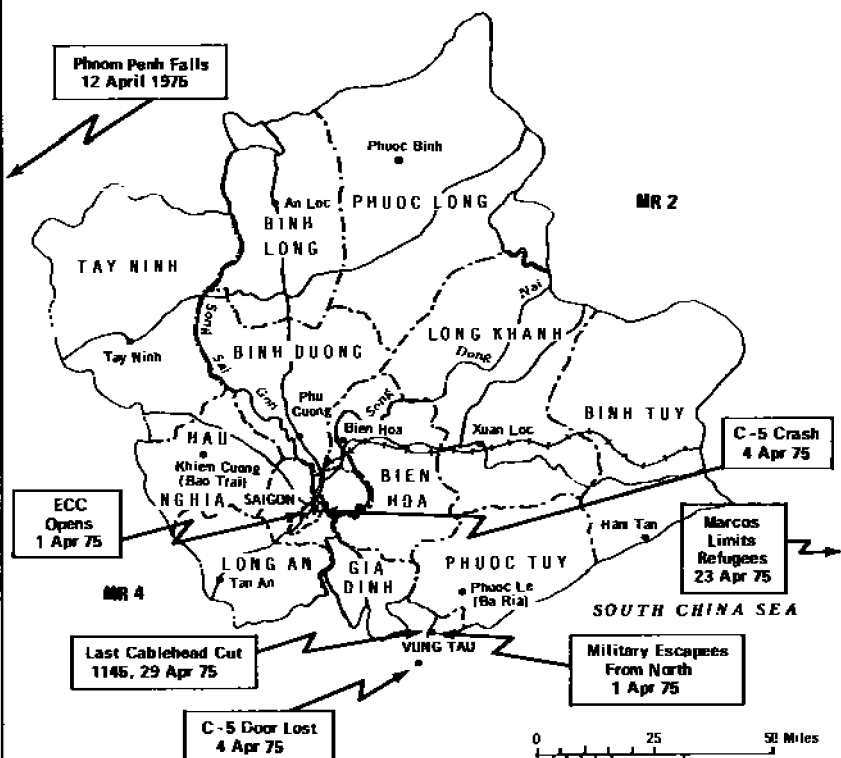 Phnom Penh Falls
12 April 1975
Phuoc Binh
An Loc
PHUOC LONG
MR 2
BINH
LONG
TAY NINH
Nai
Song
LONG KHANH
BINH DUONG
Dong
Tay Ninh
Sai
Phu
Cuong
Gon
Song
BINH TUY
Bien Hoa
Xuan Loc
C-5 Crash
4 Apr 75
HAU
Khien Cuong
(Bao Trai)
BIEN
NGHIA
SAIGON
HOA
ECC
Opens
1 Apr 75
Ham Tan
Marcos
Limits
Refugees
23 Apr 75
LONG AN
GIA
PHUOC TUY
Tan An
DINH
MR 4
Phuoc Le
(Ba Ria)
SOUTH CHINA SEA
Last Cablehead Cut
1146, 29 Apr 75
VUNG TAU
Military Escapees
From North
1 Apr 75
C-5 Door Lost
4 Apr 75
0 25 50 Miles